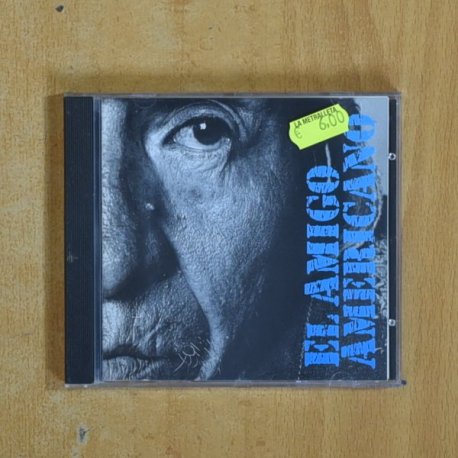 LA METRALLETA
€ 6,00
EL AMIGO
AMERICANO